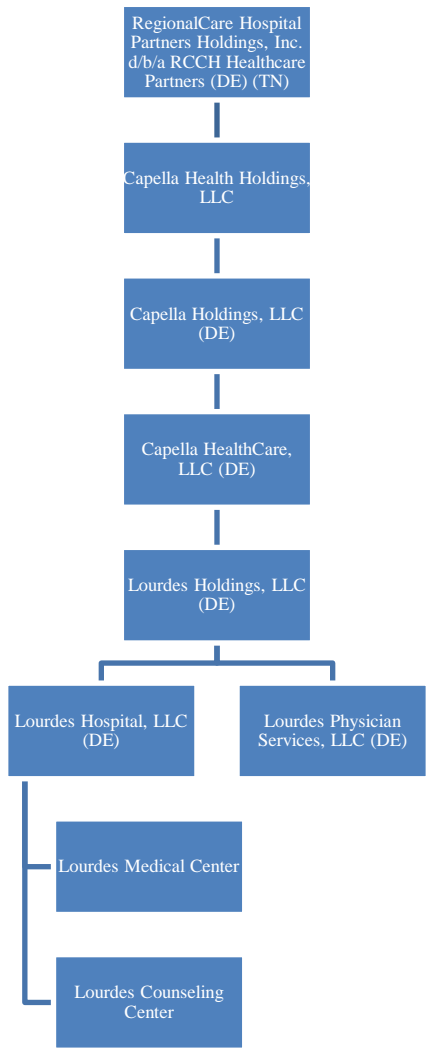 RegionalCare Hospital
Partners Holdings, Inc.
d/b/a RCCH Healthcare
Partners (DE) (TN)
Capella Health Holdings,
LLC
Capella Holdings, LLC
(DE)
Capella HealthCare,
LLC (DE)
Lourdes Holdings, LLC
(DE)
Lourdes Hospital, LLC
(DE)
Lourdes Physician
Services, LLC (DE)
Lourdes Medical Center
Lourdes Counseling
Center